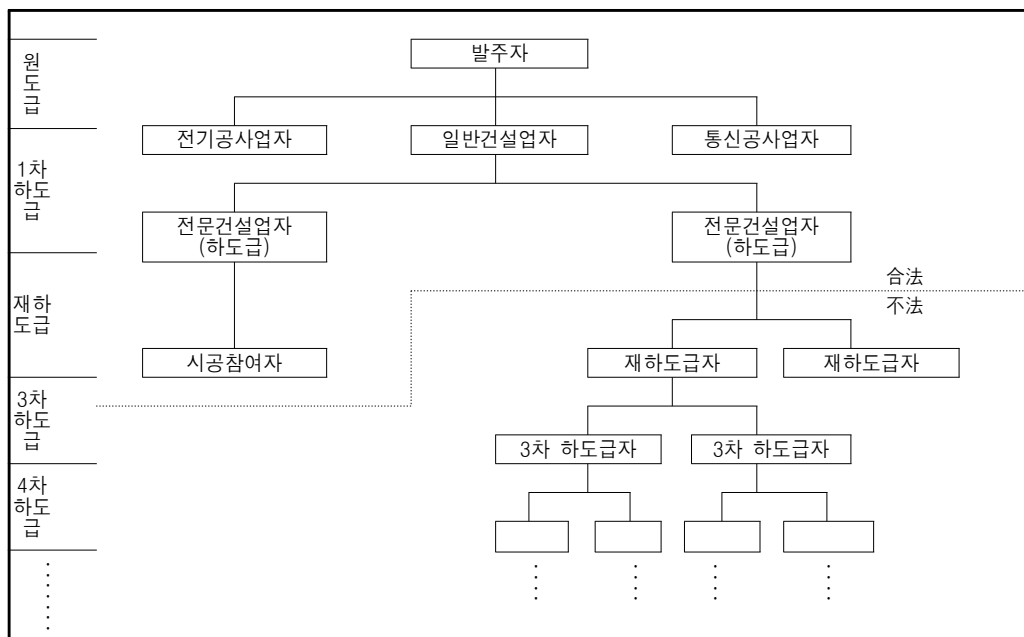 원
도
급
발주자
전기공사업자
일반건설업자
통신공사업자
1차
하도
급
전문건설업자
(하도급)
전문건설업자
(하도급)
合法
不法
재하
도급
시공참여자
재하도급자
재하도급자
3차
하도
급
3차 하도급자
3차 하도급자
4차
하도
급